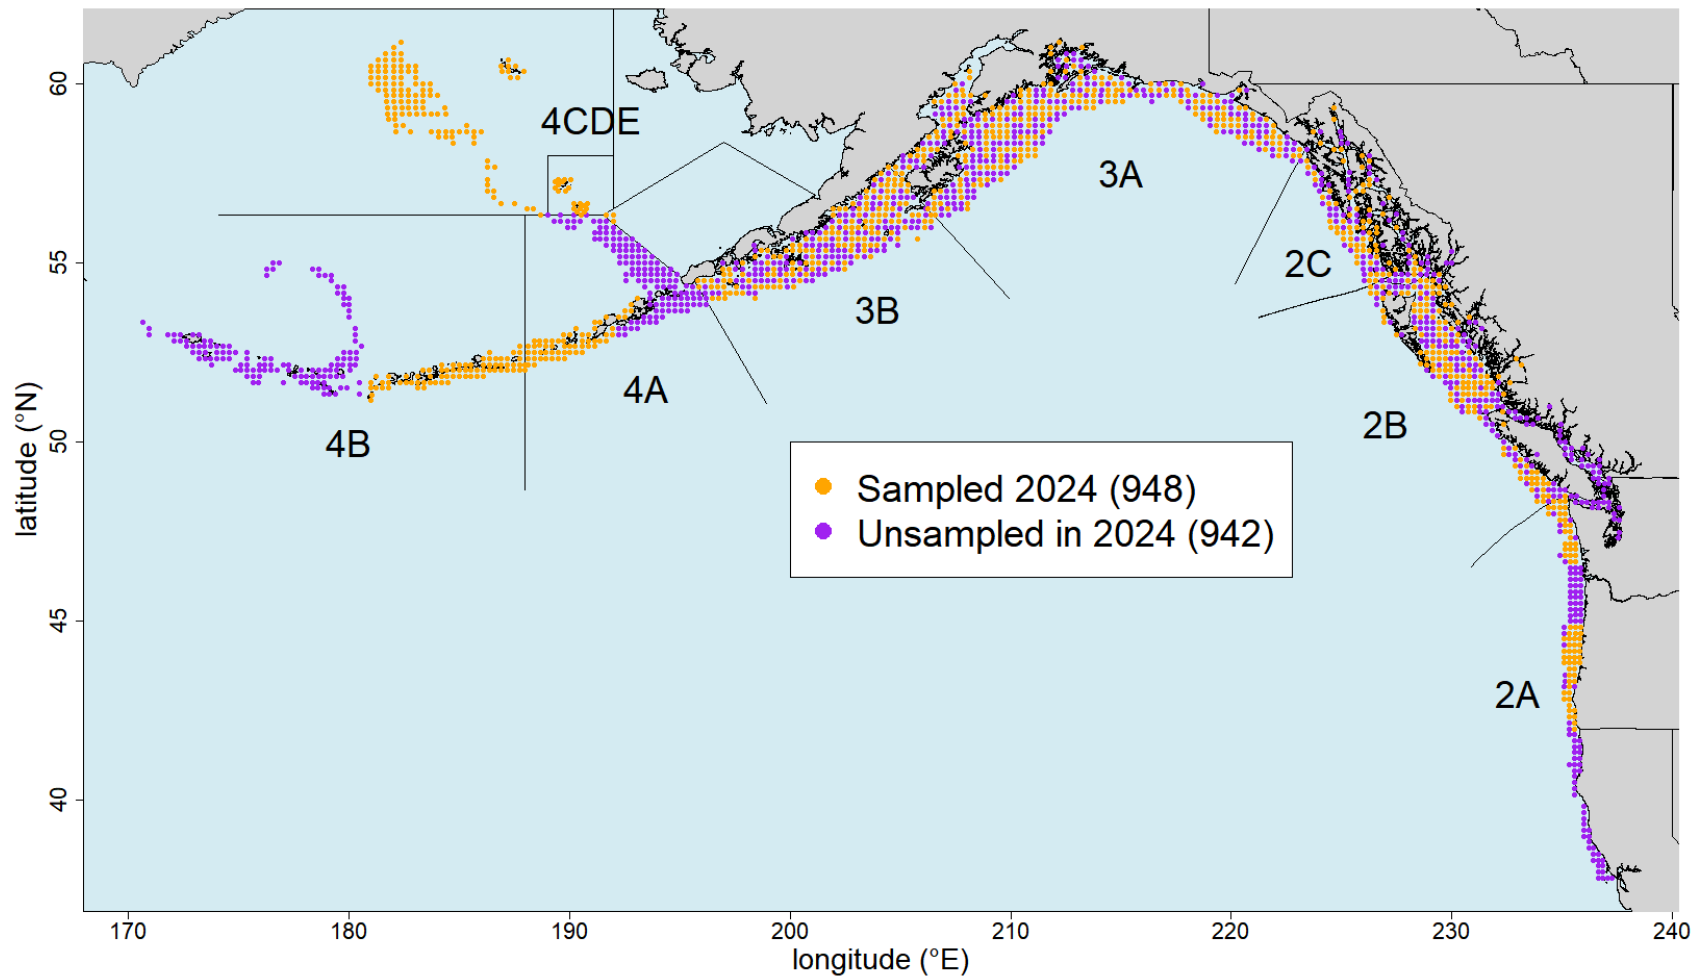 60
55
50
45
40
latitude (°N)
4CDE
3A
2C
3B
4A
2B
4B
Sampled 2024 (948)
Unsampled in 2024 (942)
2A
170
180
190
200
210
220
230
240
longitude (°E)